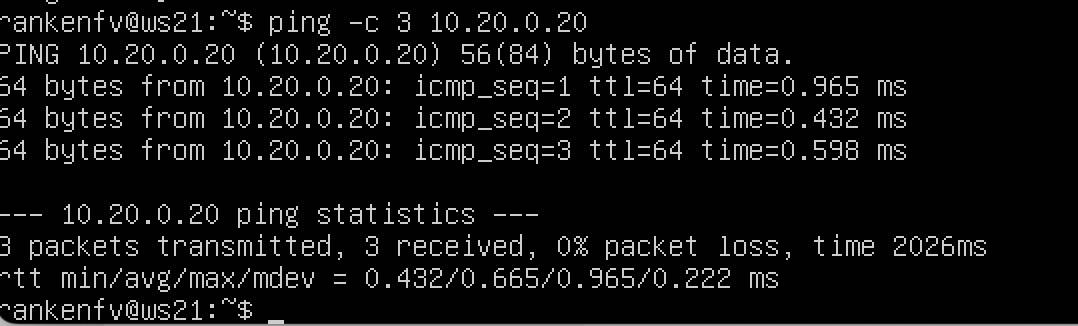 rankenfv@ws21:~$ ping -c 3 10.20.0.20
PING 10.20.0.20 (10.20.0.20) 56(84) bytes of data.
64 bytes from 10.20.0.20: icmp_seq=1 ttl=64 time=0.965 ms
64 bytes from 10.20.0.20: icmp_seq=2 ttl=64 time=0.432 ms
64 bytes from 10.20.0.20: icmp_seq=3 ttl=64 time=0.598 ms
--- 10.20.0.20 ping statistics ---
3 packets transmitted, 3 received, 0% packet loss, time 2026ms
rtt min/avg/max/mdev = 0.432/0.665/0.965/0.222 ms
rankenfv@ws21:~$ _